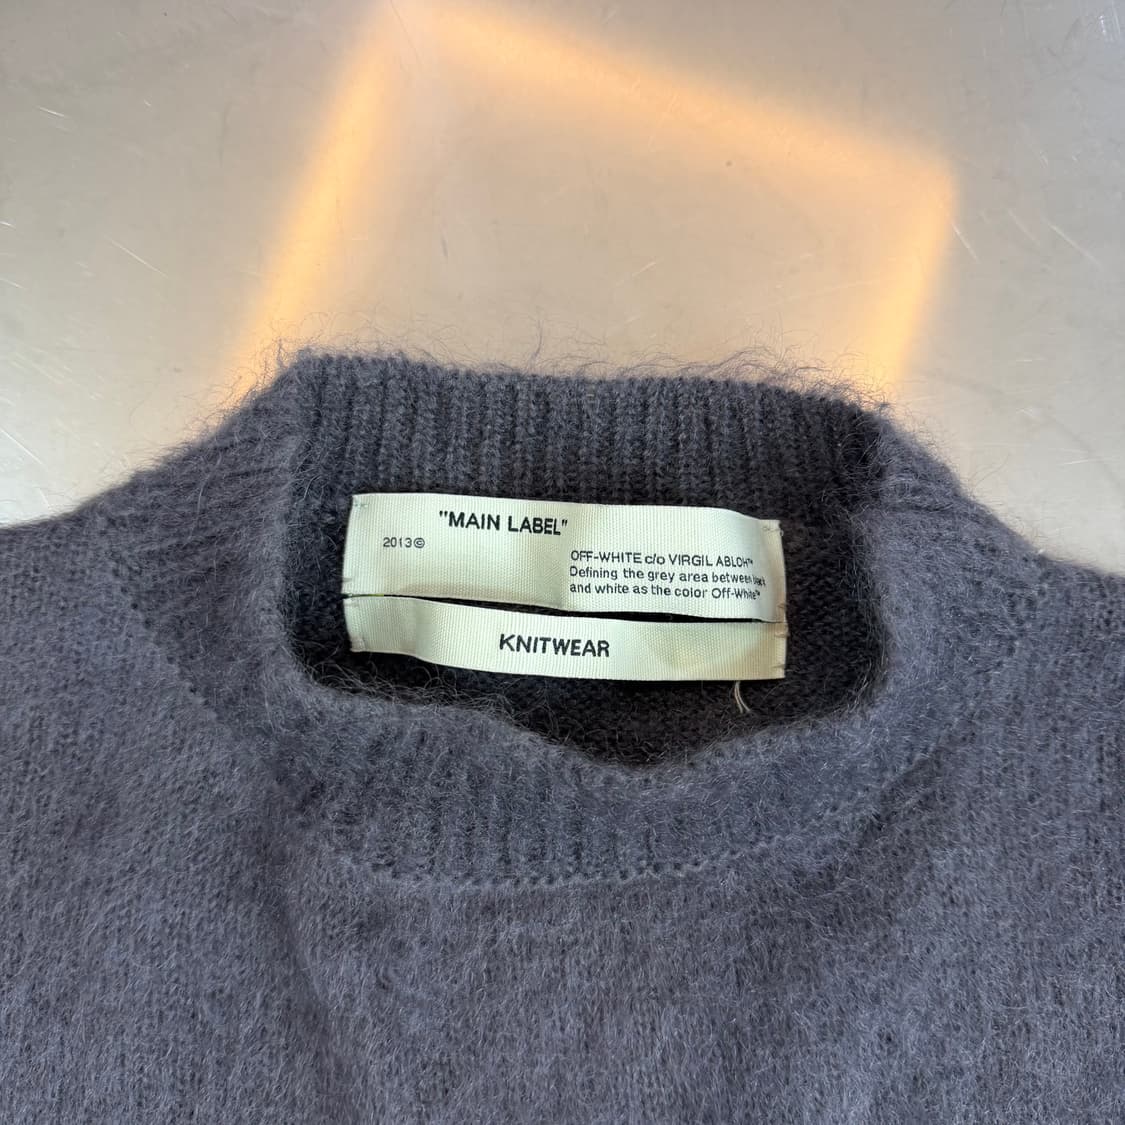 "MAIN LABEL"
2013©
OFF-WHITE c/o VIRGIL ABLOH™
Defining the grey area between
and white as the color Off-White™
KNITWEAR